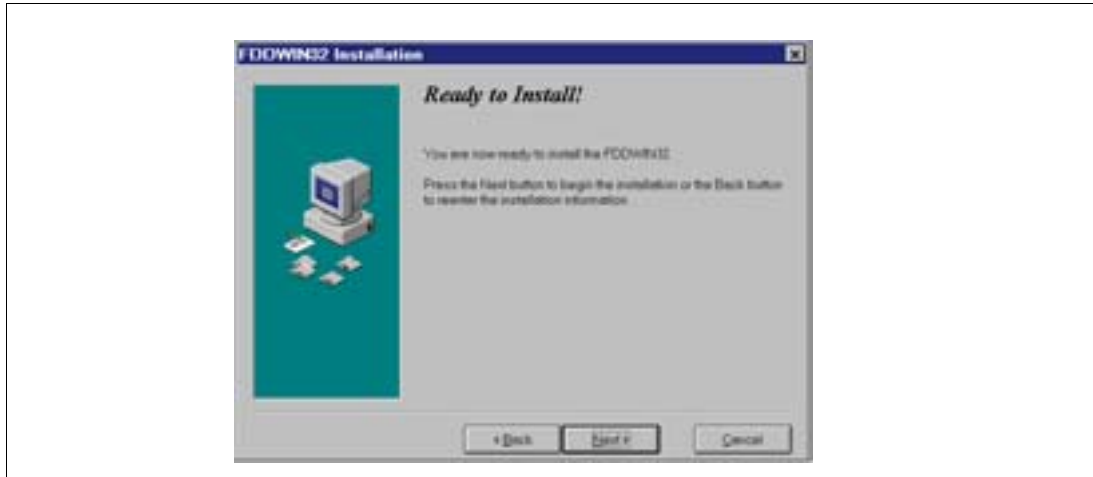 FDDWIN32 Installation
Ready to Install!
You are now ready to install the FDDWIN32.
Press the Next button to begin the installation or the Back button
to reenter the installation information.
< Back
Next >
Cancel